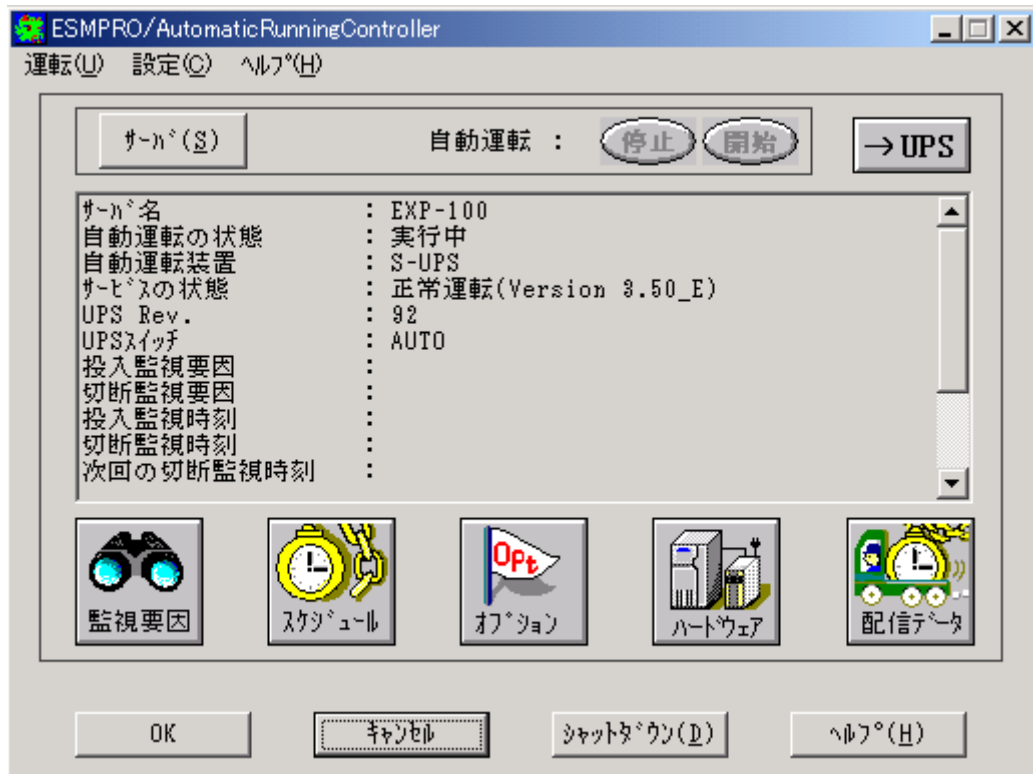 ESMPRO/AutomaticRunningController
運転(U) 設定(C) ﾍﾙﾌﾟ(H)
ｻｰﾊﾞ(S) 自動運転 : 停止 開始 →UPS
ｻｰﾊﾞ名 : EXP-100
自動運転の状態 : 実行中
自動運転装置 : S-UPS
ｻｰﾋﾞｽの状態 : 正常運転(Version 3.50_E)
UPS Rev. : 92
UPSｽｲｯﾁ : AUTO
投入監視要因 :
切断監視要因 :
投入監視時刻 :
切断監視時刻 :
次回の切断監視時刻 :
Opt
監視要因 ｽｹｼﾞｭｰﾙ ｵﾌﾟｼｮﾝ ﾊｰﾄﾞｳｪｱ 配信ﾃﾞｰﾀ
OK ｷｬﾝｾﾙ ｼｬｯﾄﾀﾞｳﾝ(D) ﾍﾙﾌﾟ(H)